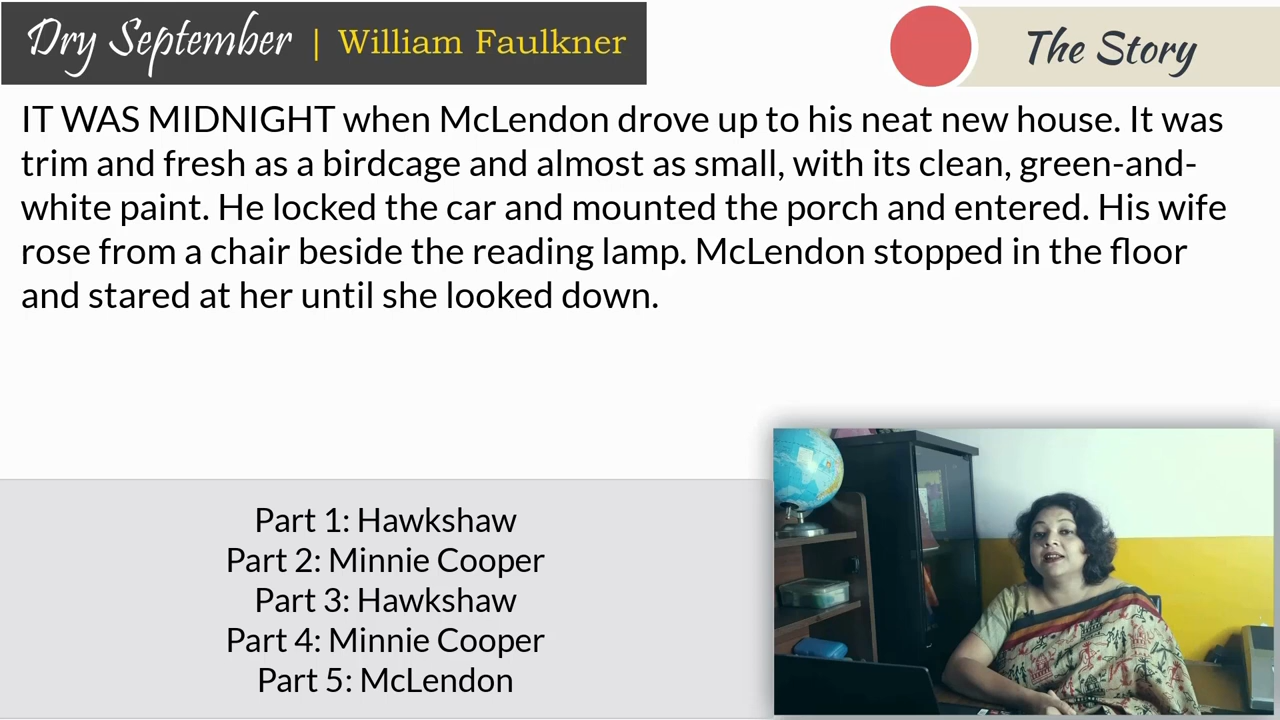 Dry September | William Faulkner
The Story
IT WAS MIDNIGHT when McLendon drove up to his neat new house. It was
trim and fresh as a birdcage and almost as small, with its clean, green-and-
white paint. He locked the car and mounted the porch and entered. His wife
rose from a chair beside the reading lamp. McLendon stopped in the floor
and stared at her until she looked down.
Part 1: Hawkshaw
Part 2: Minnie Cooper
Part 3: Hawkshaw
Part 4: Minnie Cooper
Part 5: McLendon